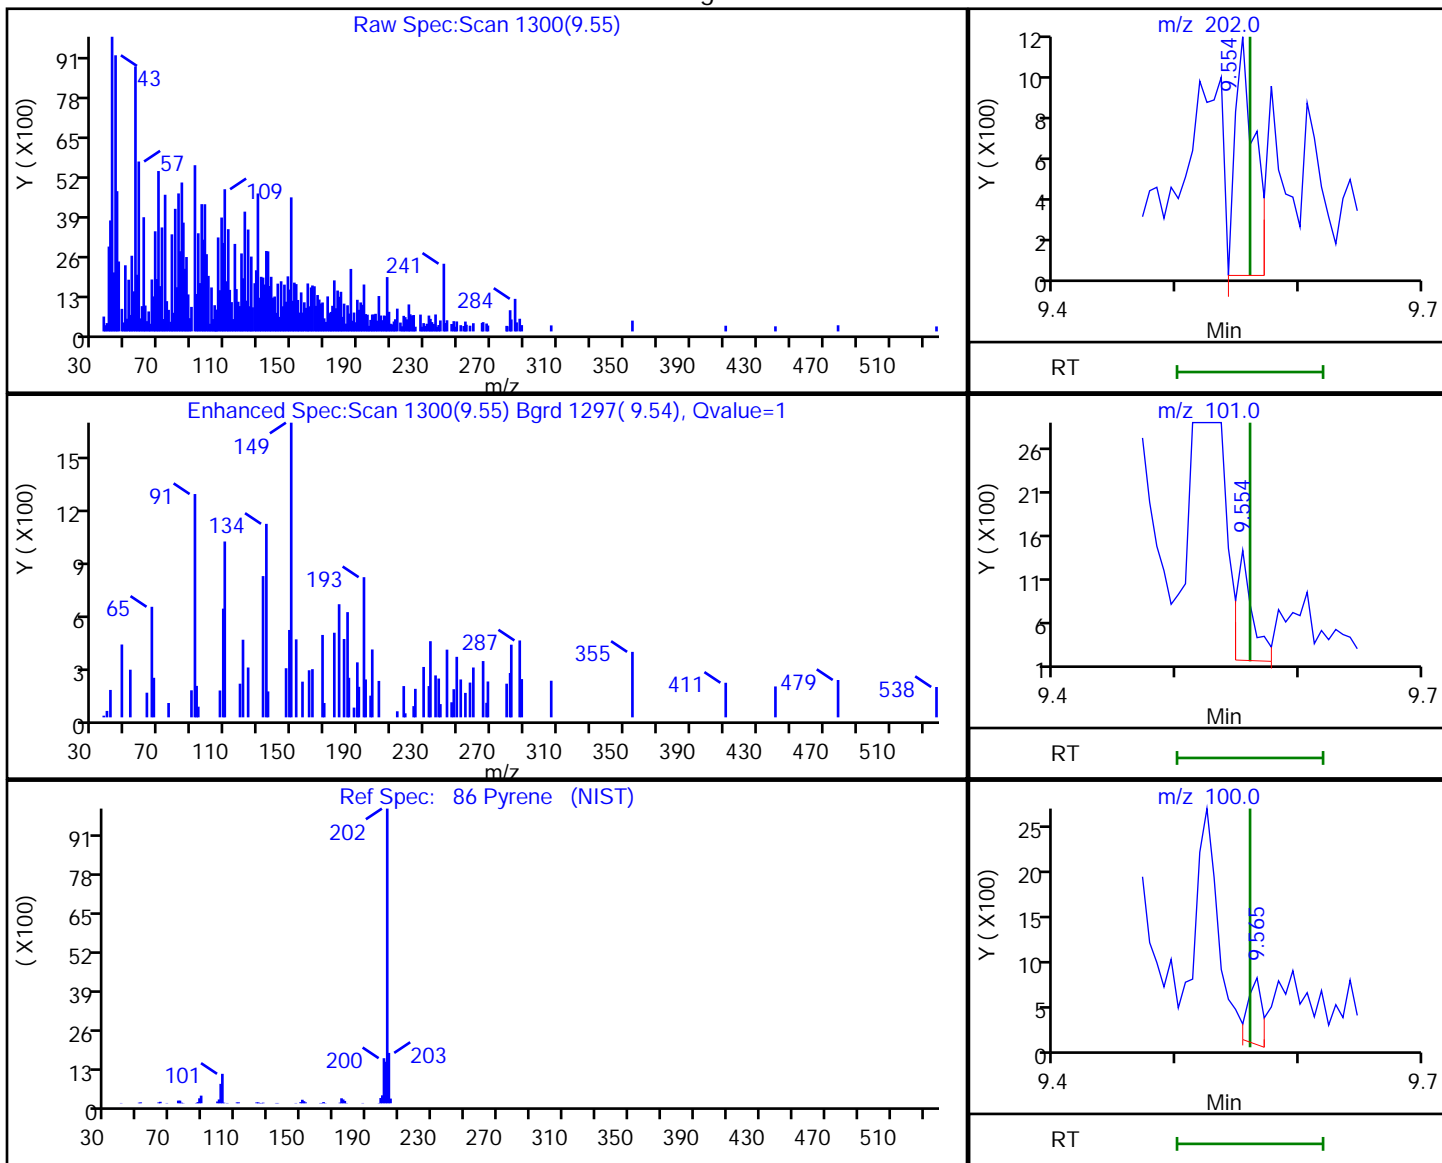 Raw Spec:Scan 1300(9.55)
Y ( X100)
91
78
65
52
39
26
13
0
43
57
109
241
284
30 70 110 150 190 230 270 310 350 390 430 470 510
m/z
m/z 202.0
Y ( X100)
12
10
8
6
4
2
0
9.554
9.4 9.7
Min
RT
Enhanced Spec:Scan 1300(9.55) Bgrd 1297( 9.54), Qvalue=1
Y ( X100)
15
12
9
6
3
0
149
91
134
193
65
287
355
411
479
538
30 70 110 150 190 230 270 310 350 390 430 470 510
m/z
m/z 101.0
Y ( X100)
26
21
16
11
6
1
9.554
9.4 9.7
Min
RT
Ref Spec: 86 Pyrene (NIST)
( X100)
91
78
65
52
39
26
13
0
202
200
203
101
30 70 110 150 190 230 270 310 350 390 430 470 510
m/z 100.0
Y ( X100)
25
20
15
10
5
0
9.565
9.4 9.7
Min
RT